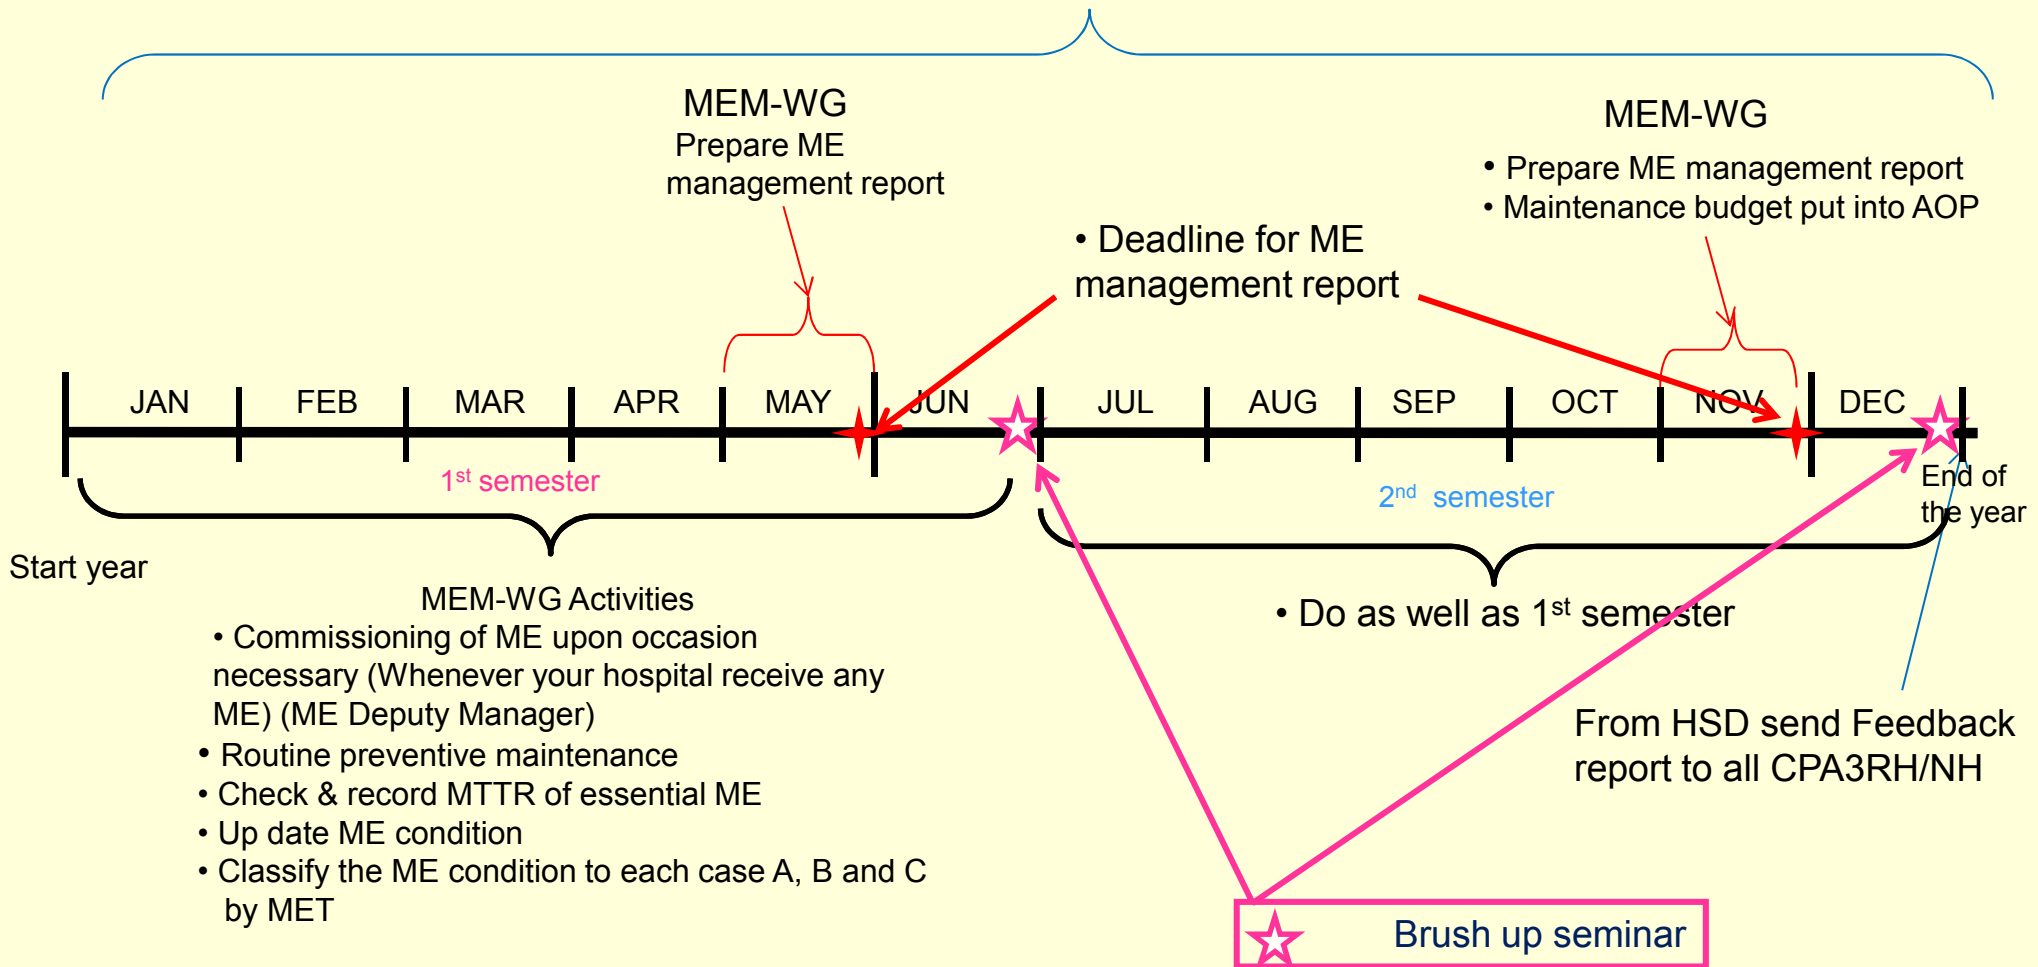 MEM-WG
Prepare ME
management report
MEM-WG
• Prepare ME management report
• Maintenance budget put into AOP
• Deadline for ME
management report
JAN FEB MAR APR MAY JUN JUL AUG SEP OCT NOV DEC
1st semester
2nd semester
End of
the year
Start year
MEM-WG Activities
• Commissioning of ME upon occasion
necessary (Whenever your hospital receive any
ME) (ME Deputy Manager)
• Routine preventive maintenance
• Check & record MTTR of essential ME
• Up date ME condition
• Classify the ME condition to each case A, B and C
by MET
• Do as well as 1st semester
From HSD send Feedback
report to all CPA3RH/NH
Brush up seminar